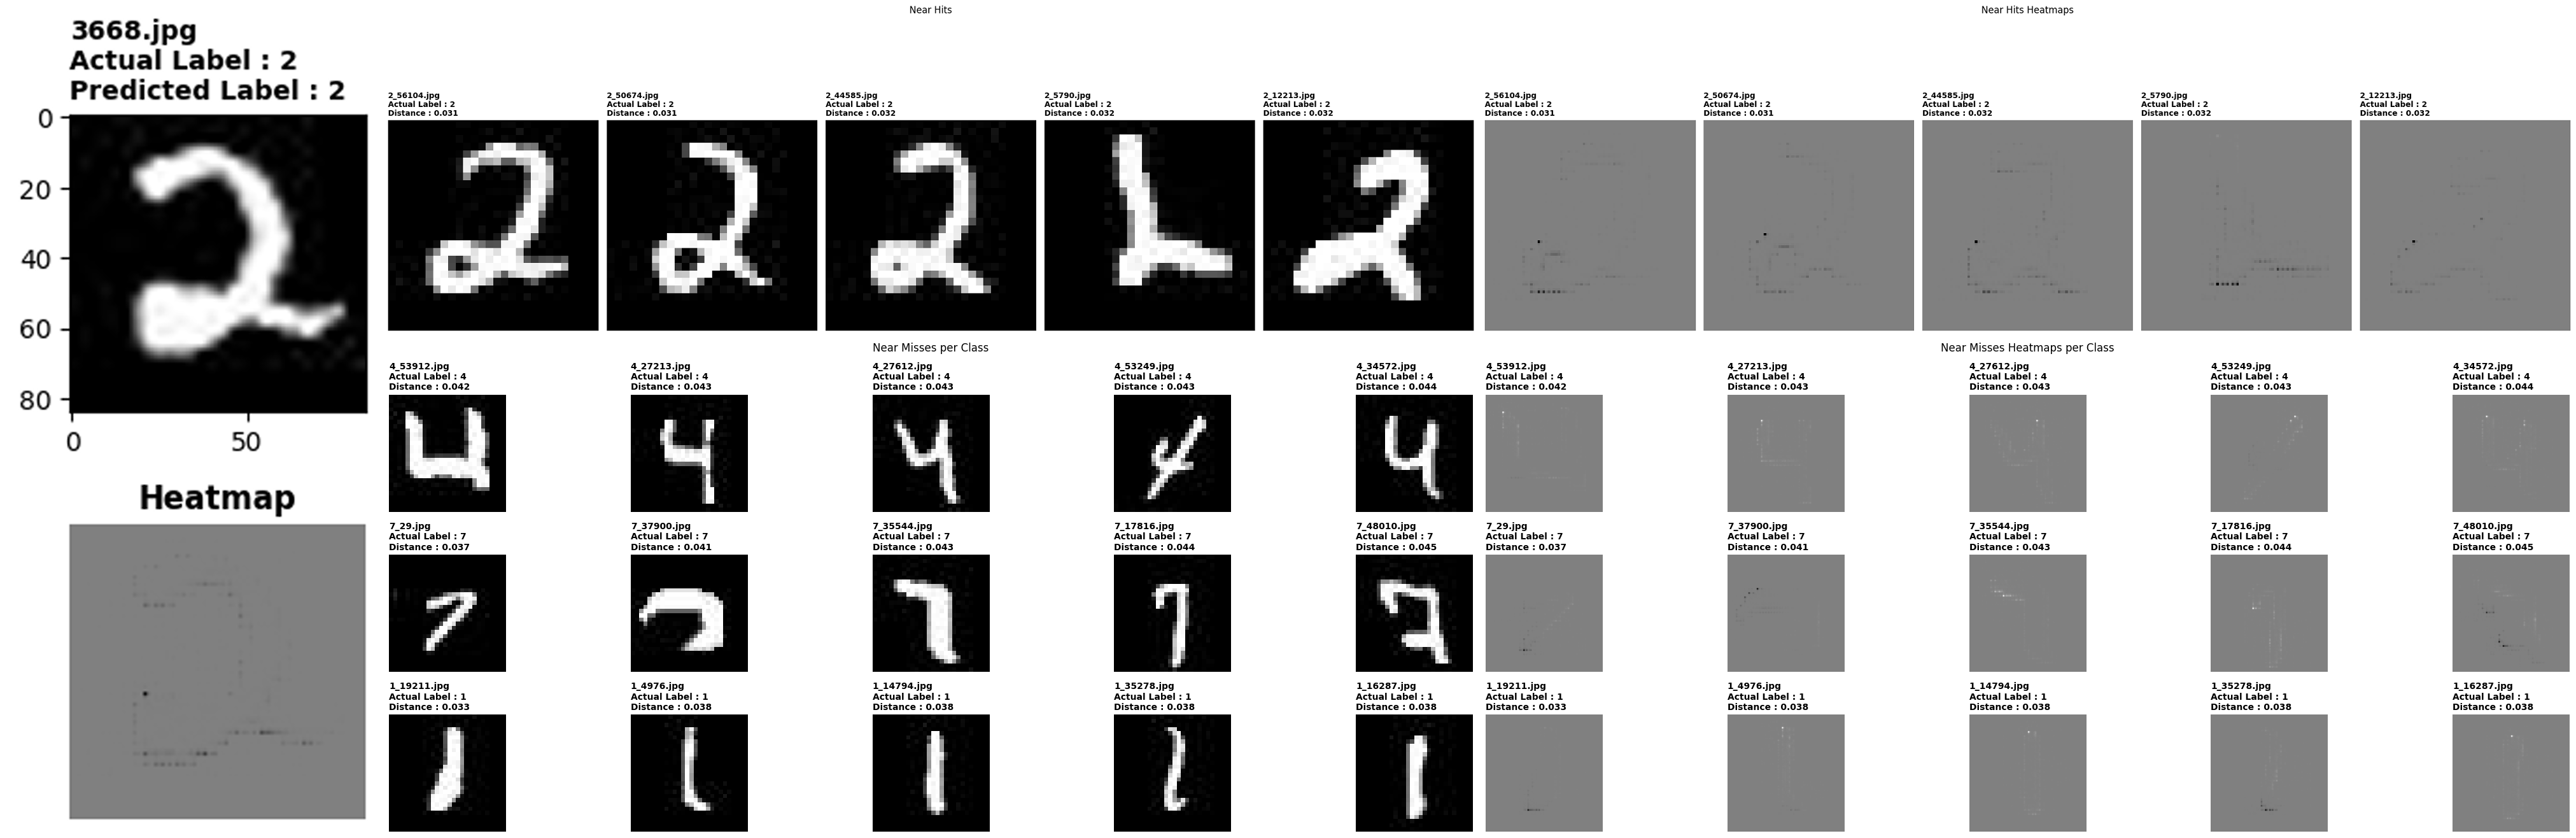 Near Hits
Near Hits Heatmaps
3668.jpg
Actual Label : 2
Predicted Label : 2
0
20
40
60
80
0
50
Heatmap
2_56104.jpg
Actual Label : 2
Distance : 0.031
2_50674.jpg
Actual Label : 2
Distance : 0.031
2_44585.jpg
Actual Label : 2
Distance : 0.032
2_5790.jpg
Actual Label : 2
Distance : 0.032
2_12213.jpg
Actual Label : 2
Distance : 0.032
2_56104.jpg
Actual Label : 2
Distance : 0.031
2_50674.jpg
Actual Label : 2
Distance : 0.031
2_44585.jpg
Actual Label : 2
Distance : 0.032
2_5790.jpg
Actual Label : 2
Distance : 0.032
2_12213.jpg
Actual Label : 2
Distance : 0.032
Near Misses per Class
Near Misses Heatmaps per Class
4_53912.jpg
Actual Label : 4
Distance : 0.042
4_27213.jpg
Actual Label : 4
Distance : 0.043
4_27612.jpg
Actual Label : 4
Distance : 0.043
4_53249.jpg
Actual Label : 4
Distance : 0.043
4_34572.jpg
Actual Label : 4
Distance : 0.044
4_53912.jpg
Actual Label : 4
Distance : 0.042
4_27213.jpg
Actual Label : 4
Distance : 0.043
4_27612.jpg
Actual Label : 4
Distance : 0.043
4_53249.jpg
Actual Label : 4
Distance : 0.043
4_34572.jpg
Actual Label : 4
Distance : 0.044
7_29.jpg
Actual Label : 7
Distance : 0.037
7_37900.jpg
Actual Label : 7
Distance : 0.041
7_35544.jpg
Actual Label : 7
Distance : 0.043
7_17816.jpg
Actual Label : 7
Distance : 0.044
7_48010.jpg
Actual Label : 7
Distance : 0.045
7_29.jpg
Actual Label : 7
Distance : 0.037
7_37900.jpg
Actual Label : 7
Distance : 0.041
7_35544.jpg
Actual Label : 7
Distance : 0.043
7_17816.jpg
Actual Label : 7
Distance : 0.044
7_48010.jpg
Actual Label : 7
Distance : 0.045
1_19211.jpg
Actual Label : 1
Distance : 0.033
1_4976.jpg
Actual Label : 1
Distance : 0.038
1_14794.jpg
Actual Label : 1
Distance : 0.038
1_35278.jpg
Actual Label : 1
Distance : 0.038
1_16287.jpg
Actual Label : 1
Distance : 0.038
1_19211.jpg
Actual Label : 1
Distance : 0.033
1_4976.jpg
Actual Label : 1
Distance : 0.038
1_14794.jpg
Actual Label : 1
Distance : 0.038
1_35278.jpg
Actual Label : 1
Distance : 0.038
1_16287.jpg
Actual Label : 1
Distance : 0.038